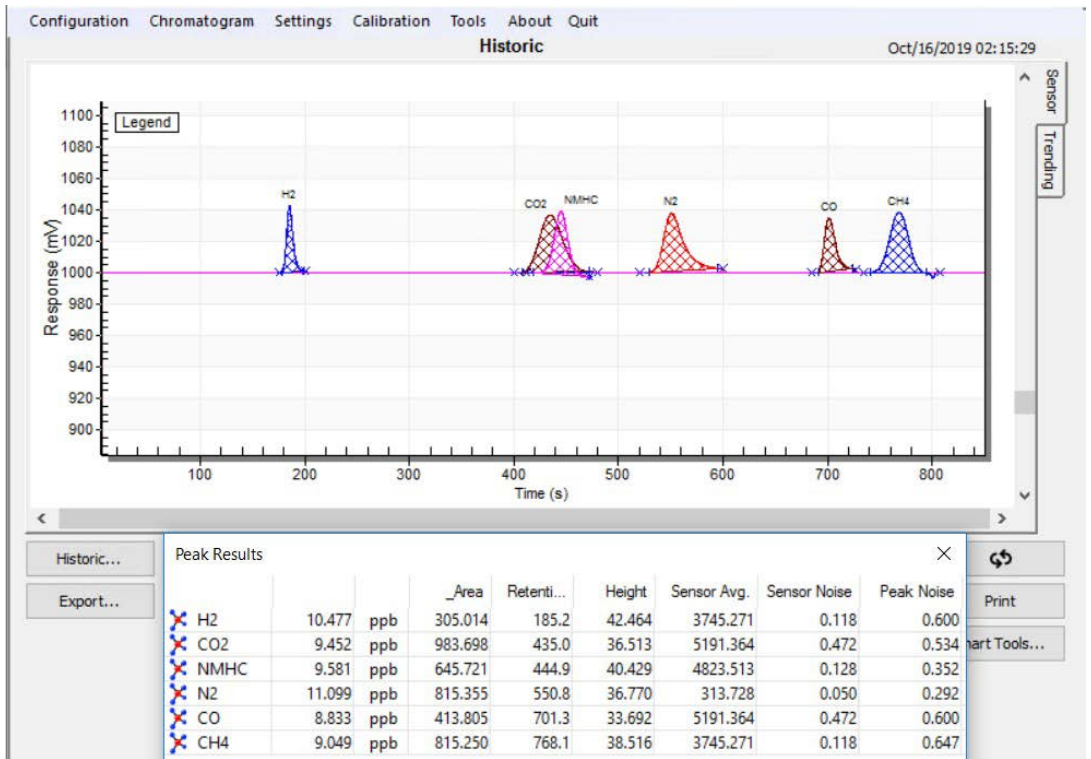 Configuration Chromatogram Settings Calibration Tools About Quit
Historic
Oct/16/2019 02:15:29
Sensor
Trending
Legend
1100
1080
1060
1040
1020
1000
980
960
940
920
900
Response (mV)
H2
CO2
NMHC
N2
CO
CH4
100 200 300 400 500 600 700 800
Time (s)
Historic...
Export...
Print
hart Tools...
Peak Results
_Area Retenti... Height Sensor Avg. Sensor Noise Peak Noise
H2 10.477 ppb 305.014 185.2 42.464 3745.271 0.118 0.600
CO2 9.452 ppb 983.698 435.0 36.513 5191.364 0.472 0.534
NMHC 9.581 ppb 645.721 444.9 40.429 4823.513 0.128 0.352
N2 11.099 ppb 815.355 550.8 36.770 313.728 0.050 0.292
CO 8.833 ppb 413.805 701.3 33.692 5191.364 0.472 0.600
CH4 9.049 ppb 815.250 768.1 38.516 3745.271 0.118 0.647